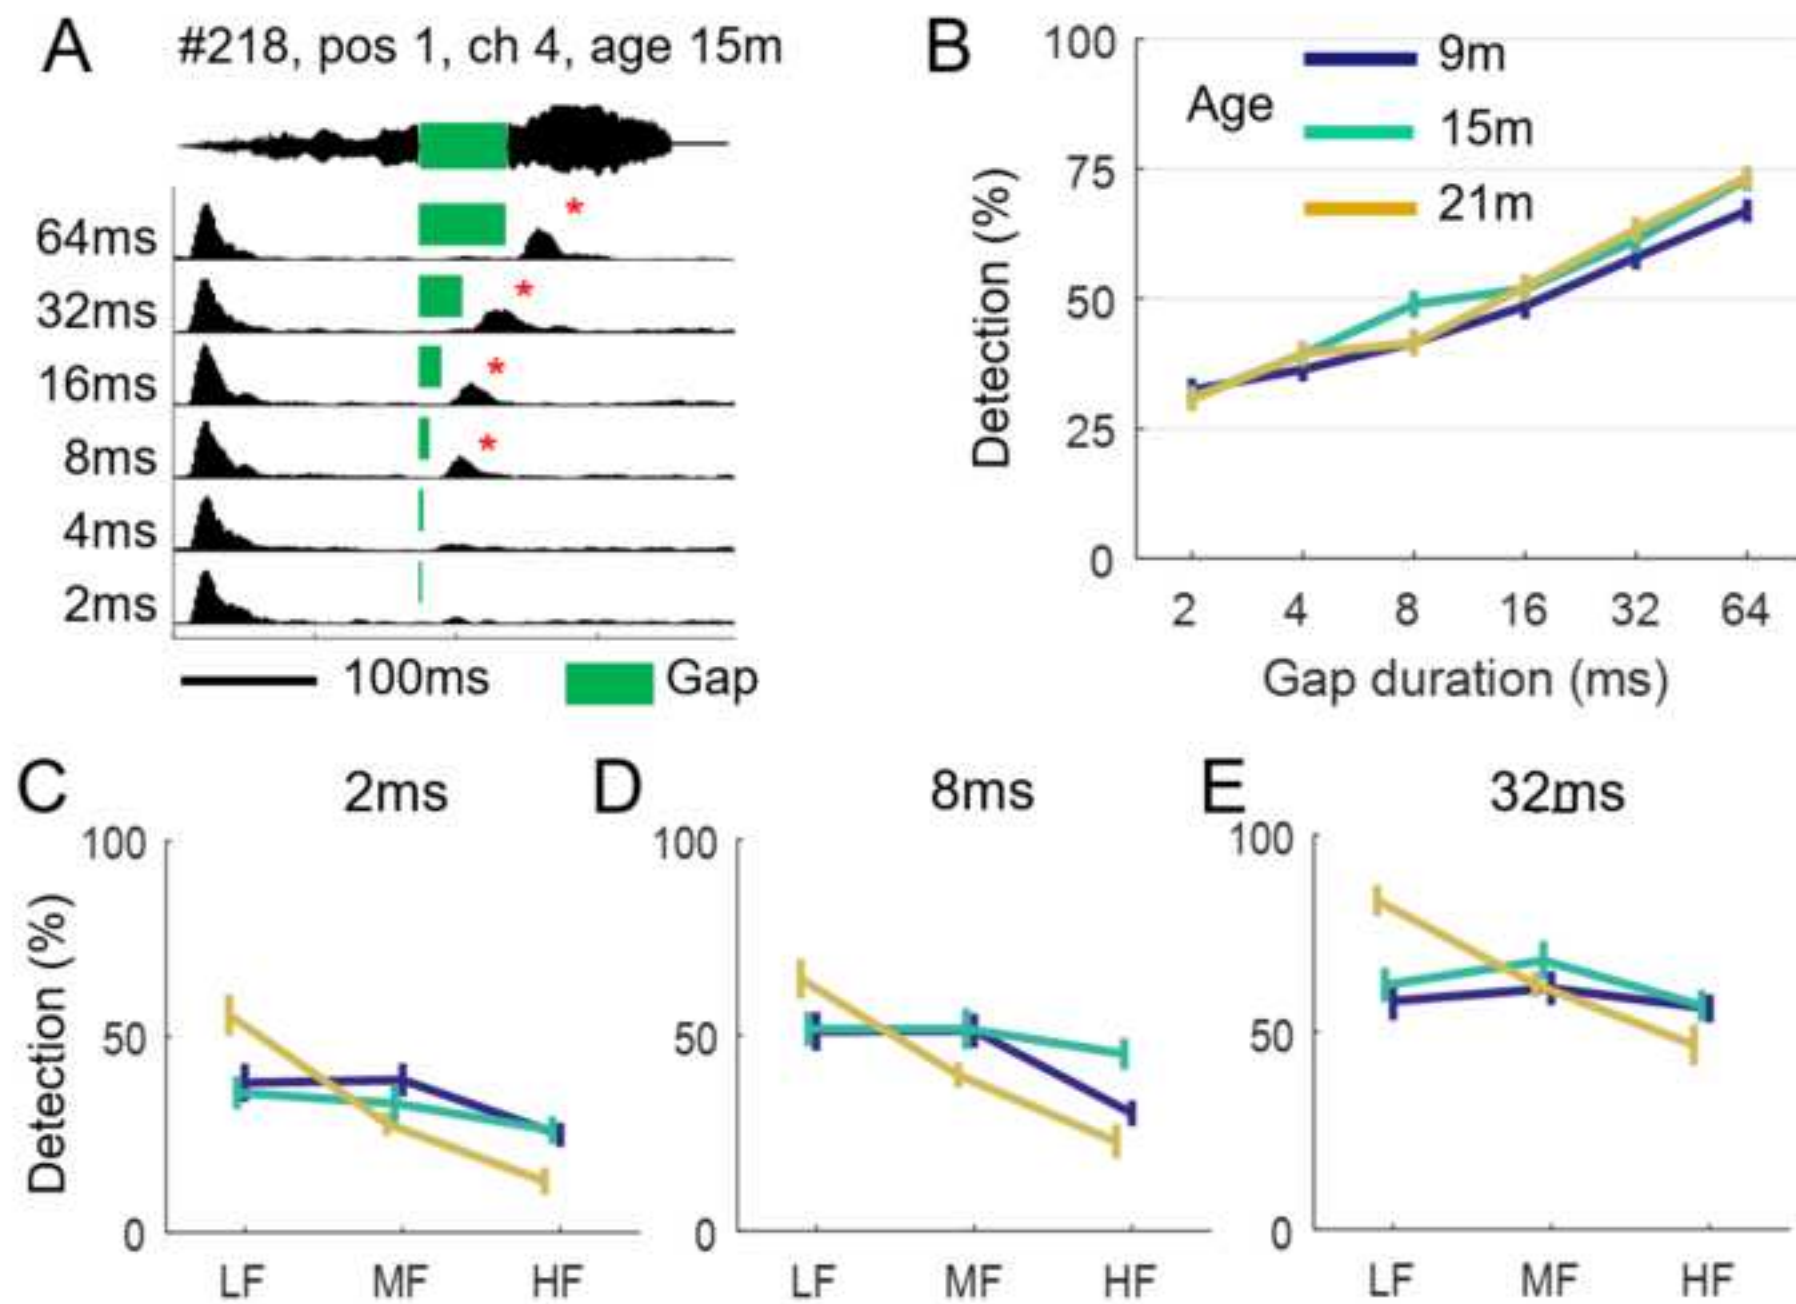 A
#218, pos 1, ch 4, age 15m
64ms
*
32ms
*
16ms
*
8ms
*
4ms
2ms
100ms
Gap
B
100
75
50
25
0
Detection (%)
Age
9m
15m
21m
2 4 8 16 32 64
Gap duration (ms)
C
2ms
100
50
0
Detection (%)
LF MF HF
D
8ms
100
50
0
LF MF HF
E
32ms
100
50
0
LF MF HF